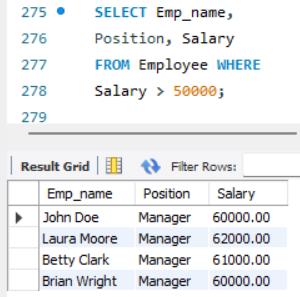 275 SELECT Emp_name,
276 Position, Salary
277 FROM Employee WHERE
278 Salary > 50000;
279
Result Grid Filter Rows:
Emp_name Position Salary
John Doe Manager 60000.00
Laura Moore Manager 62000.00
Betty Clark Manager 61000.00
Brian Wright Manager 60000.00